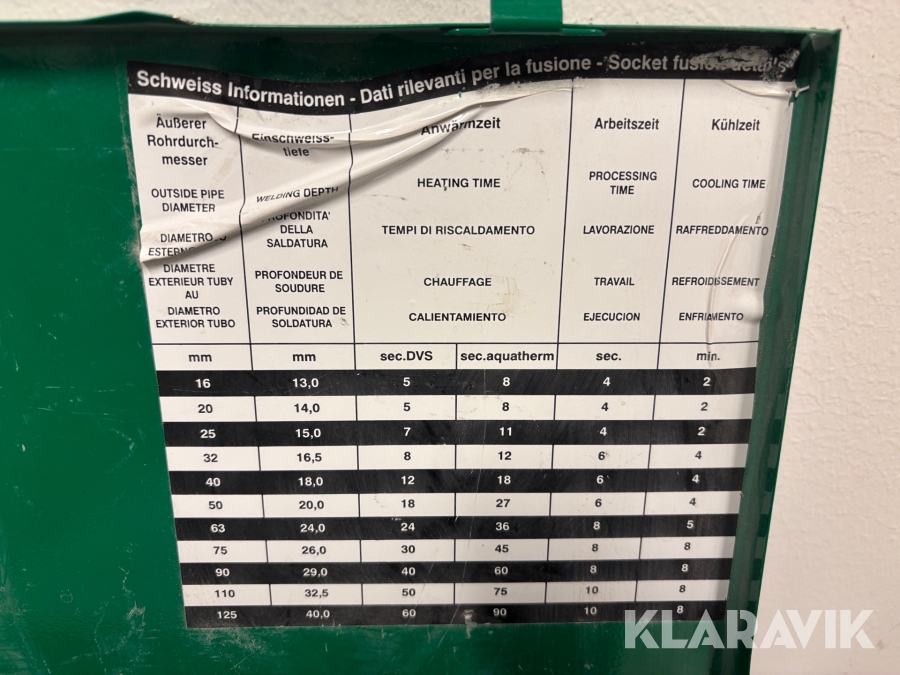 Schweiss Informationen - Dati rilevanti per la fusione - Socket fusion details
Äußerer Rohrdurch- messer
Einschweiss- tiefe
Anwärmzeit
Arbeitszeit
Kühlzeit
OUTSIDE PIPE DIAMETER
WELDING DEPTH
HEATING TIME
PROCESSING TIME
COOLING TIME
DIAMETRO
PROFONDITA' DELLA SALDATURA
TEMPI DI RISCALDAMENTO
LAVORAZIONE
RAFFREDDAMENTO
DIAMETRE EXTERIEUR TUBY AU
PROFONDEUR DE SOUDURE
CHAUFFAGE
TRAVAIL
REFROIDISSEMENT
DIAMETRO EXTERIOR TUBO
PROFUNDIDAD DE SOLDATURA
CALIENTAMIENTO
EJECUCION
ENFRIAMENTO
mm mm sec.DVS sec.aquatherm sec. min.
16 13,0 5 8 4 2
20 14,0 5 8 4 2
25 15,0 7 11 4 2
32 16,5 8 12 6 4
40 18,0 12 18 6 4
50 20,0 18 27 6 4
63 24,0 24 36 8 5
75 26,0 30 45 8 8
90 29,0 40 60 8 8
110 32,5 50 75 10 8
125 40,0 60 90 10 8
KLARAVIK